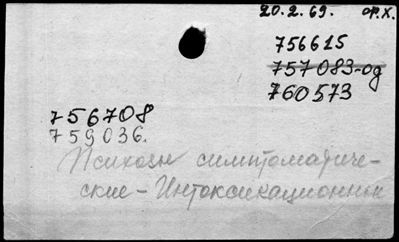 20.2.69. ор.х.
756615
757083-од
760573
756708
759036.
Психозы симптоматиче-
ские - Интоксикационные